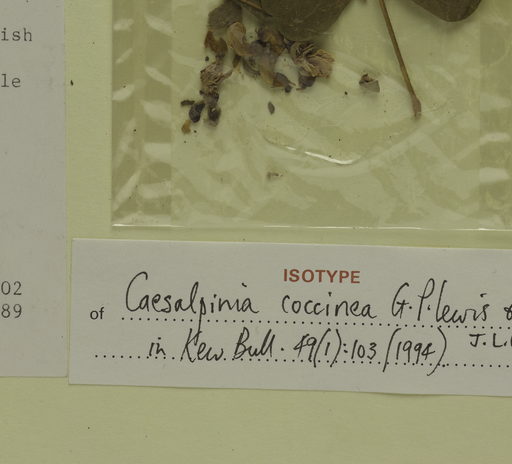 ish
le
02
89
ISOTYPE
of Caesalpinia coccinea G.P. Lewis &
in Kew Bull. 49(1):103 (1994) J.L.